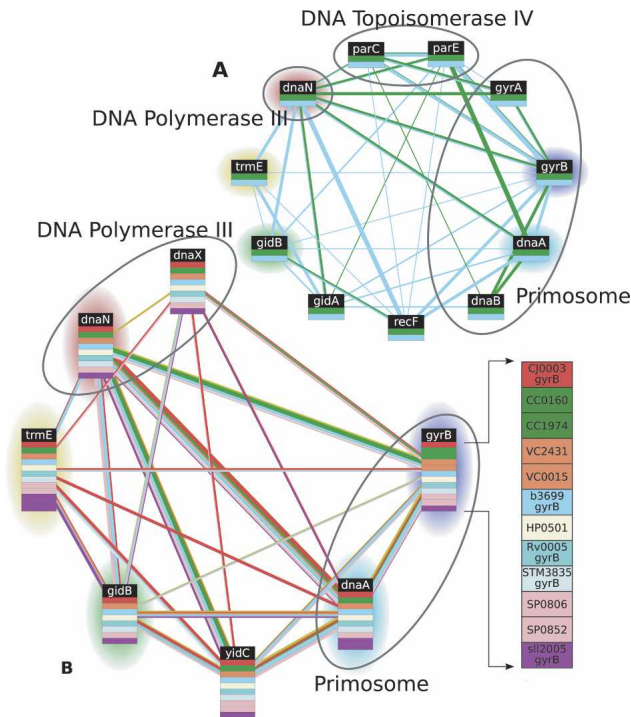 DNA Topoisomerase IV
parC
parE
A
dnaN
gyrA
DNA Polymerase III
trmE
gyrB
gidB
dnaA
gidA
dnaB
recF
Primosome
DNA Polymerase III
dnaX
dnaN
trmE
gyrB
gidB
dnaA
yidC
B
Primosome
CJ0003
gyrB
CC0160
CC1974
VC2431
VC0015
b3699
gyrB
HP0501
Rv0005
gyrB
STM3835
gyrB
SP0806
SP0852
sll2005
gyrB